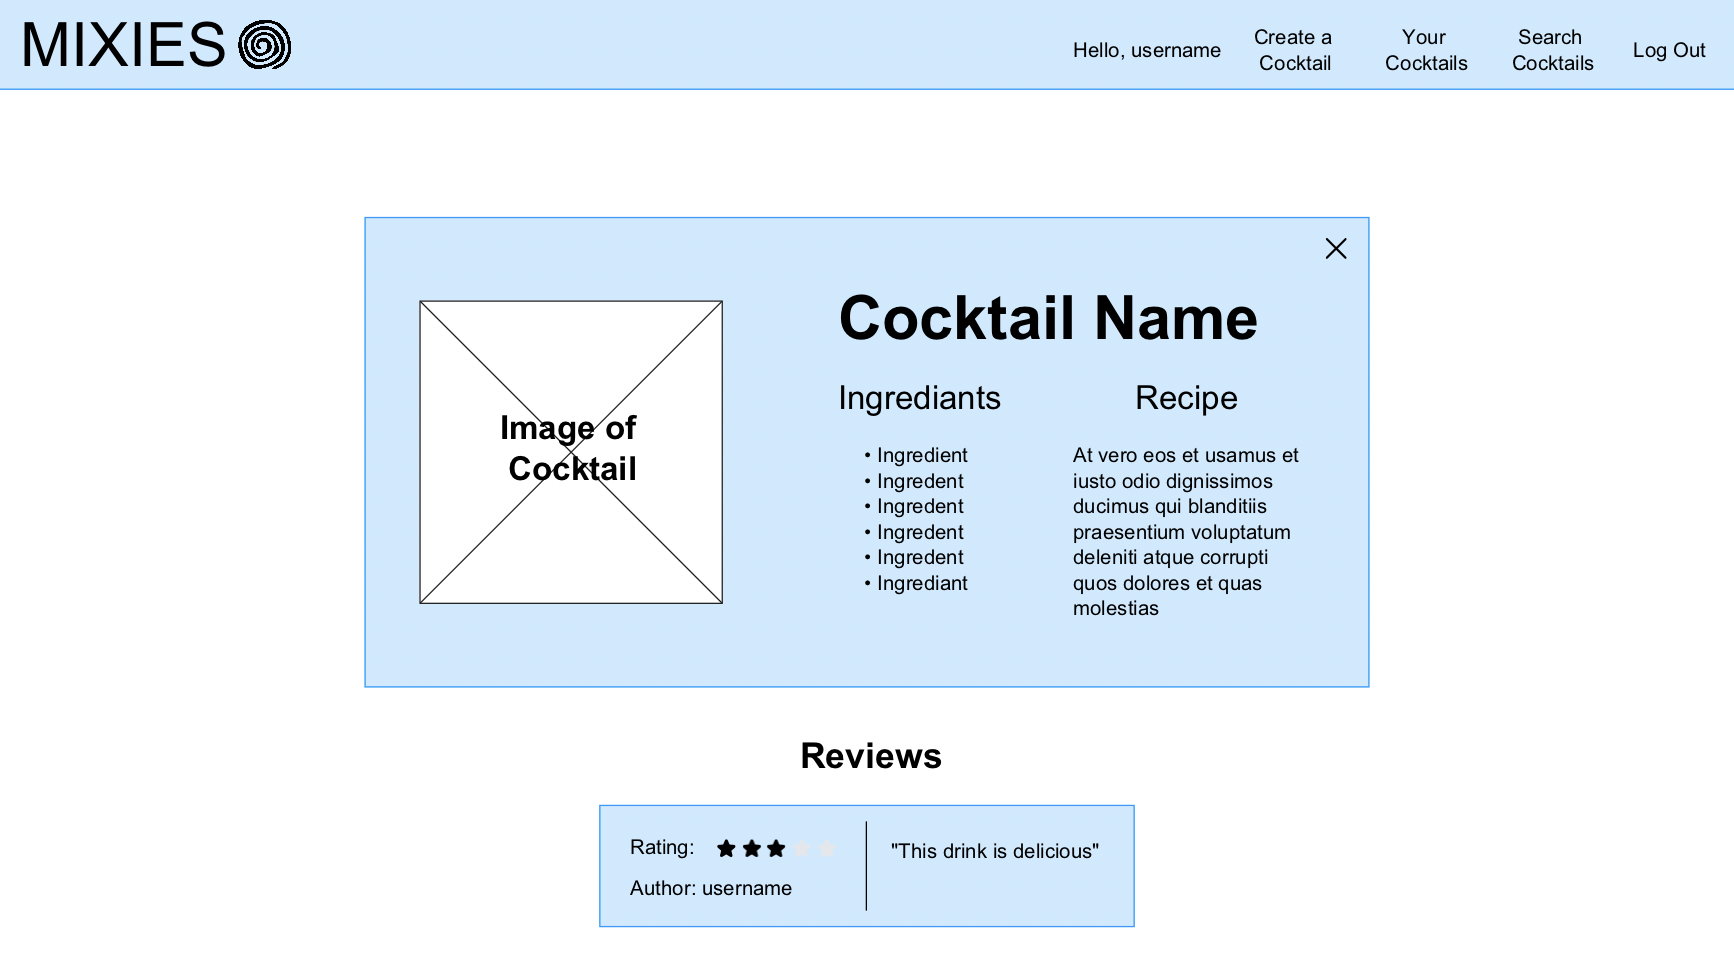 MIXIES
Hello, username
Create a
Cocktail
Your
Cocktails
Search
Cocktails
Log Out
Image of
Cocktail
Cocktail Name
Ingrediants
• Ingredient
• Ingredent
• Ingredent
• Ingredent
• Ingredent
• Ingrediant
Recipe
At vero eos et usamus et
iusto odio dignissimos
ducimus qui blanditiis
praesentium voluptatum
deleniti atque corrupti
quos dolores et quas
molestias
Reviews
Rating:
Author: username
"This drink is delicious"